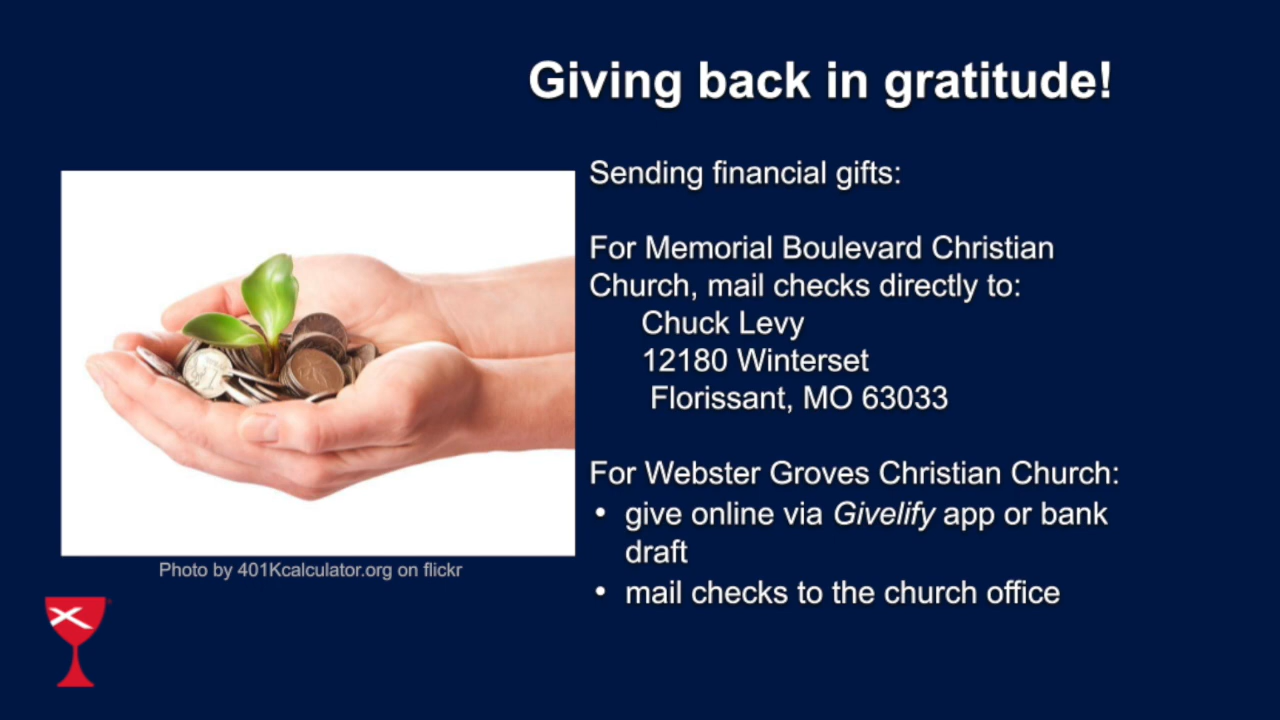 Giving back in gratitude!
Sending financial gifts:
For Memorial Boulevard Christian
Church, mail checks directly to:
Chuck Levy
12180 Winterset
Florissant, MO 63033
For Webster Groves Christian Church:
• give online via Givelify app or bank
draft
• mail checks to the church office
Photo by 401Kcalculator.org on flickr